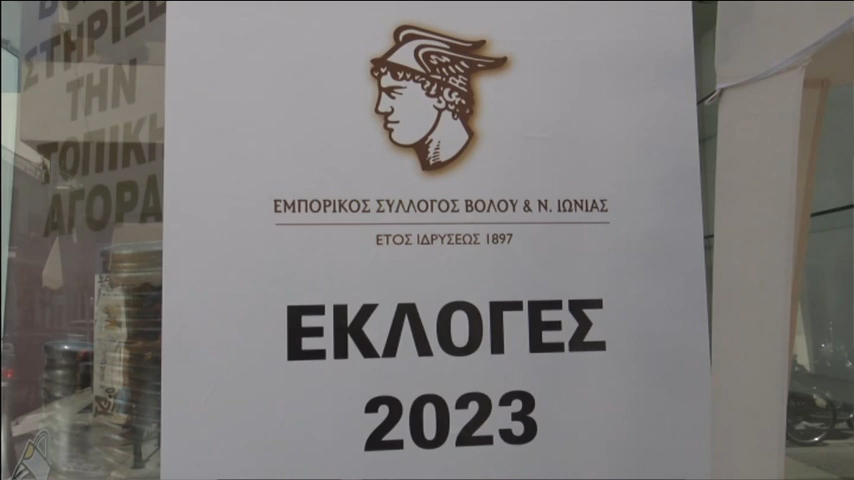 ΣΤΗΡΙΞΕ
ΤΗΝ
ΤΟΠΙΚΗ
ΑΓΟΡΑ
ΕΜΠΟΡΙΚΟΣ ΣΥΛΛΟΓΟΣ ΒΟΛΟΥ & Ν. ΙΩΝΙΑΣ
ΕΤΟΣ ΙΔΡΥΣΕΩΣ 1897
ΕΚΛΟΓΕΣ
2023